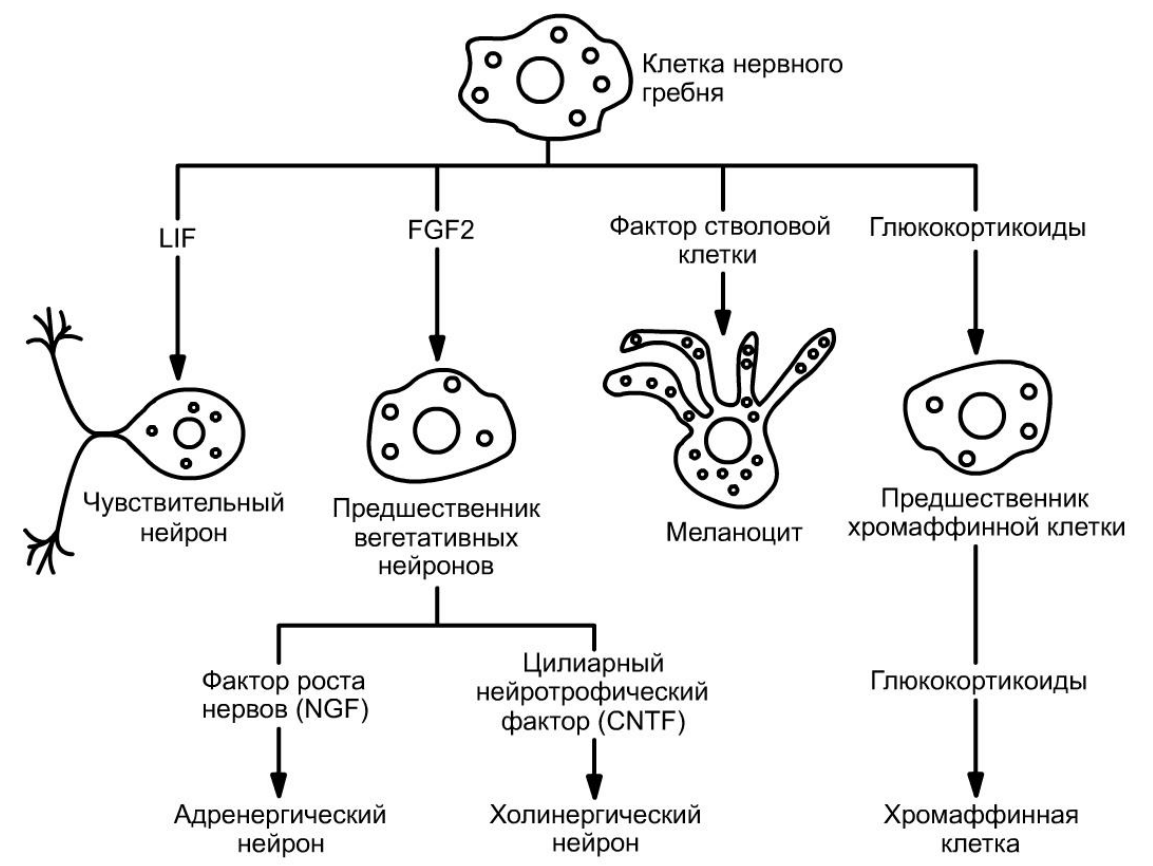 Клетка нервного
гребня
LIF
FGF2
Фактор стволовой
клетки
Глюкокортикоиды
Чувствительный
нейрон
Предшественник
вегетативных
нейронов
Меланоцит
Предшественник
хромаффинной клетки
Фактор роста
нервов (NGF)
Цилиарный
нейротрофический
фактор (CNTF)
Глюкокортикоиды
Адренергический
нейрон
Холинергический
нейрон
Хромаффинная
клетка